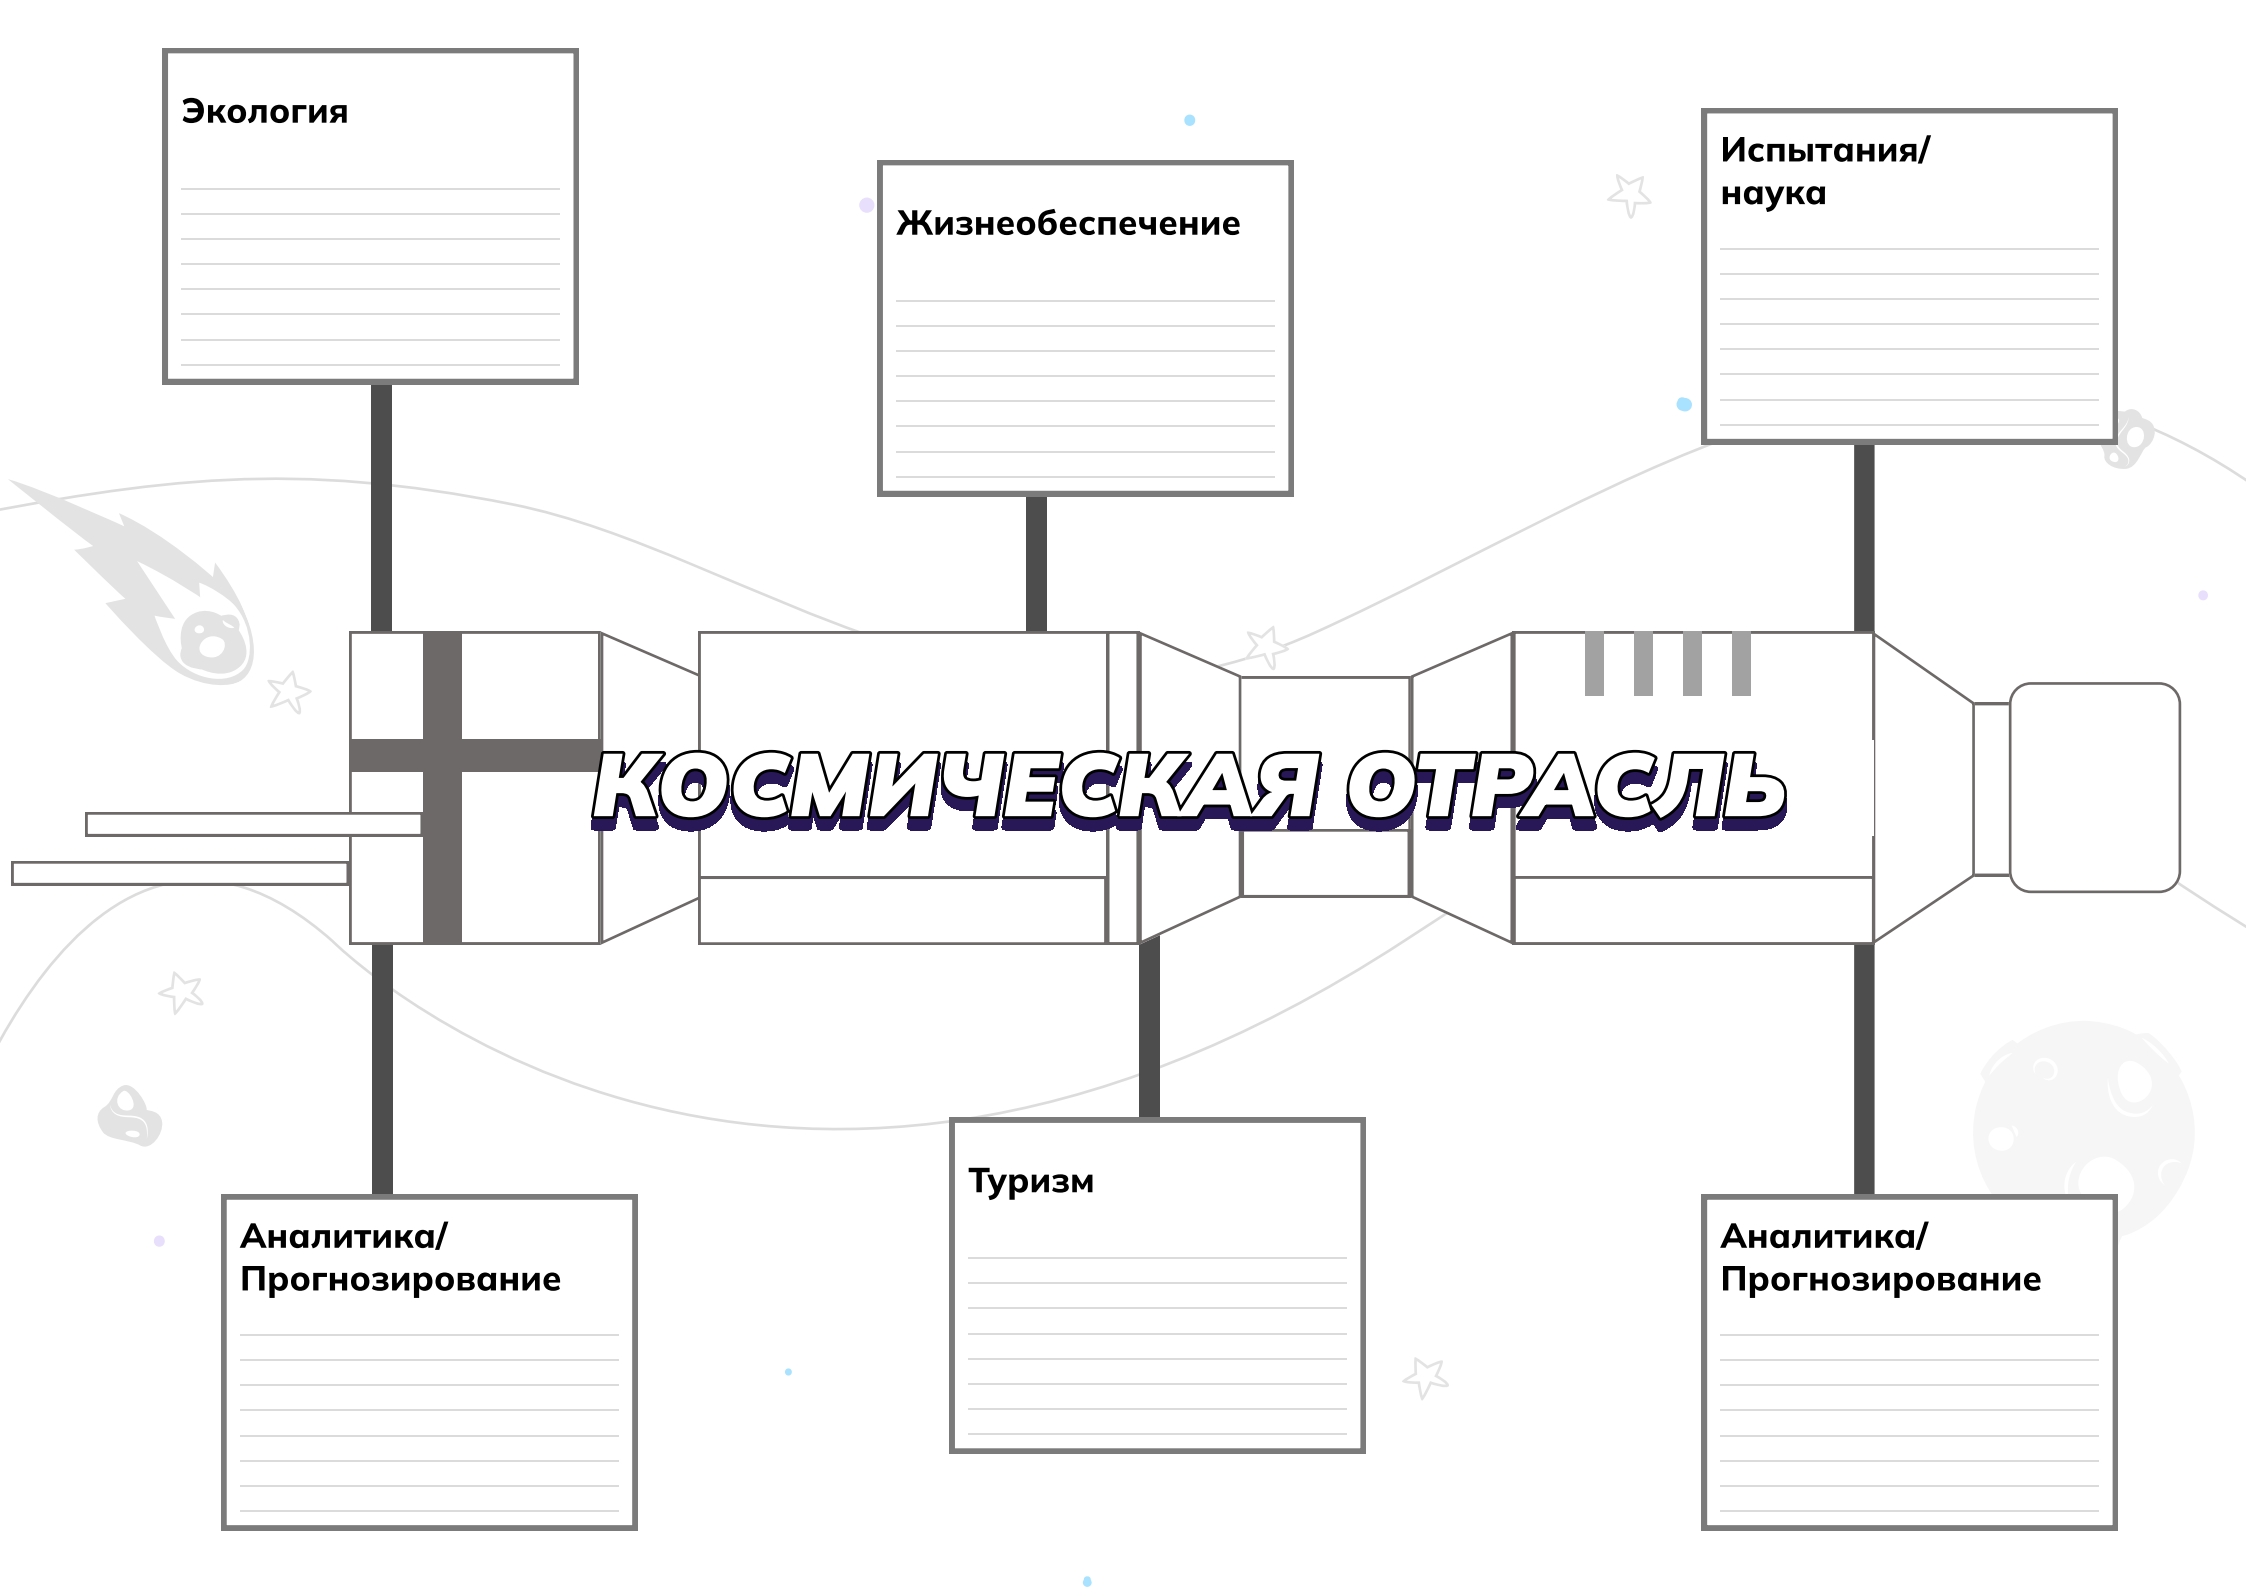 Экология
Жизнеобеспечение
Испытания/
наука
КОСМИЧЕСКАЯ ОТРАСЛЬ
Аналитика/
Прогнозирование
Туризм
Аналитика/
Прогнозирование